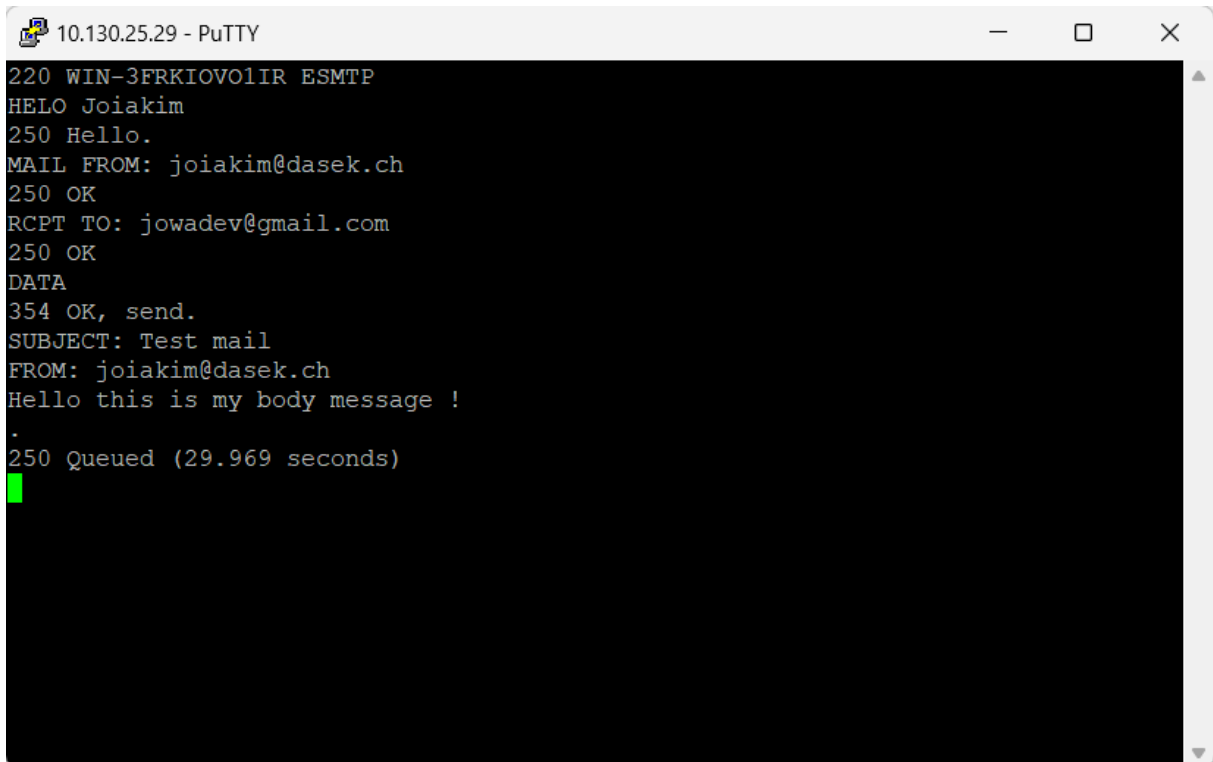 10.130.25.29 - PuTTY
220 WIN-3FRKIOVO1IR ESMTP
HELO Joiakim
250 Hello.
MAIL FROM: joiakim@dasek.ch
250 OK
RCPT TO: jowadev@gmail.com
250 OK
DATA
354 OK, send.
SUBJECT: Test mail
FROM: joiakim@dasek.ch
Hello this is my body message !
.
250 Queued (29.969 seconds)